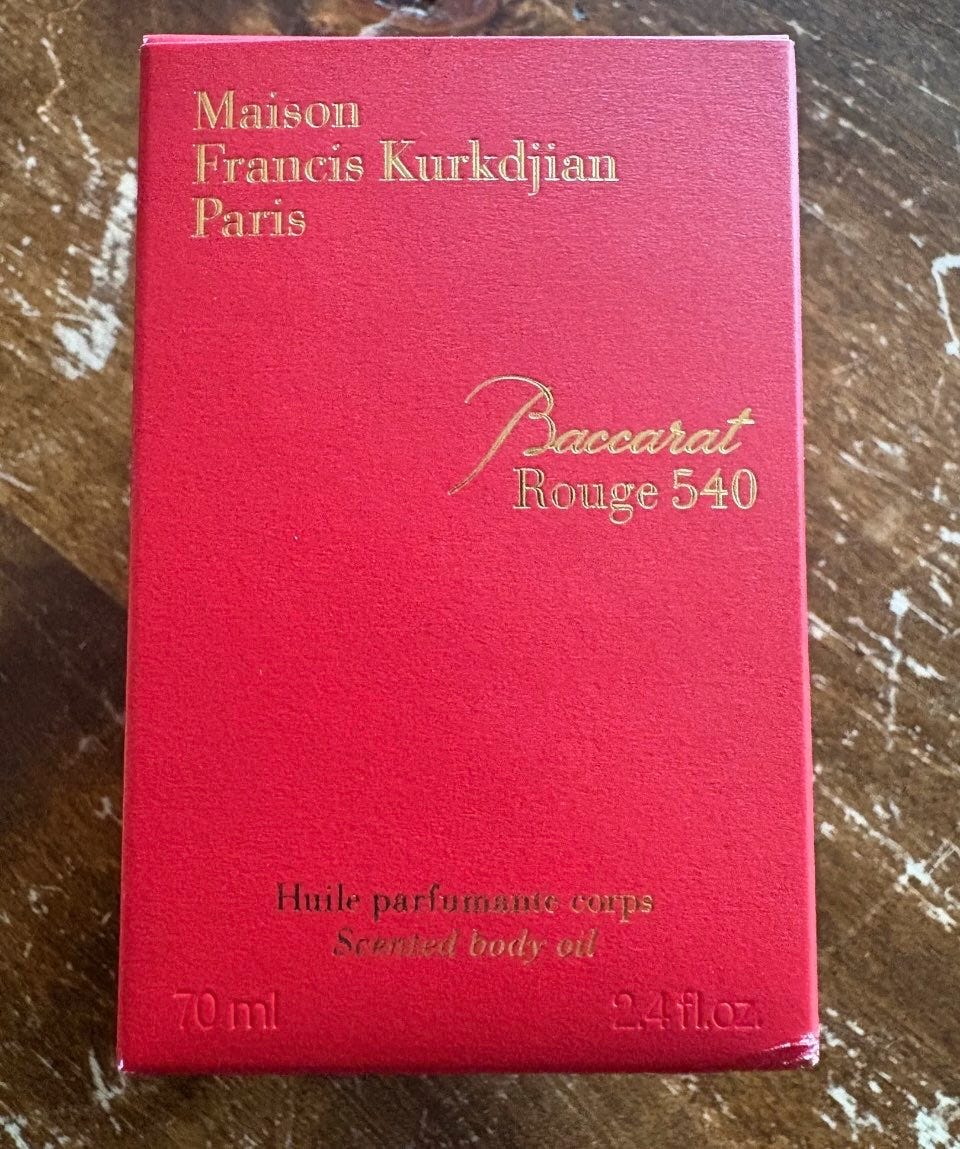 Maison
Francis Kurkdjian
Paris
Baccarat
Rouge 540
Huile parfumante corps
Scented body oil
70 ml 2.4 fl.oz.